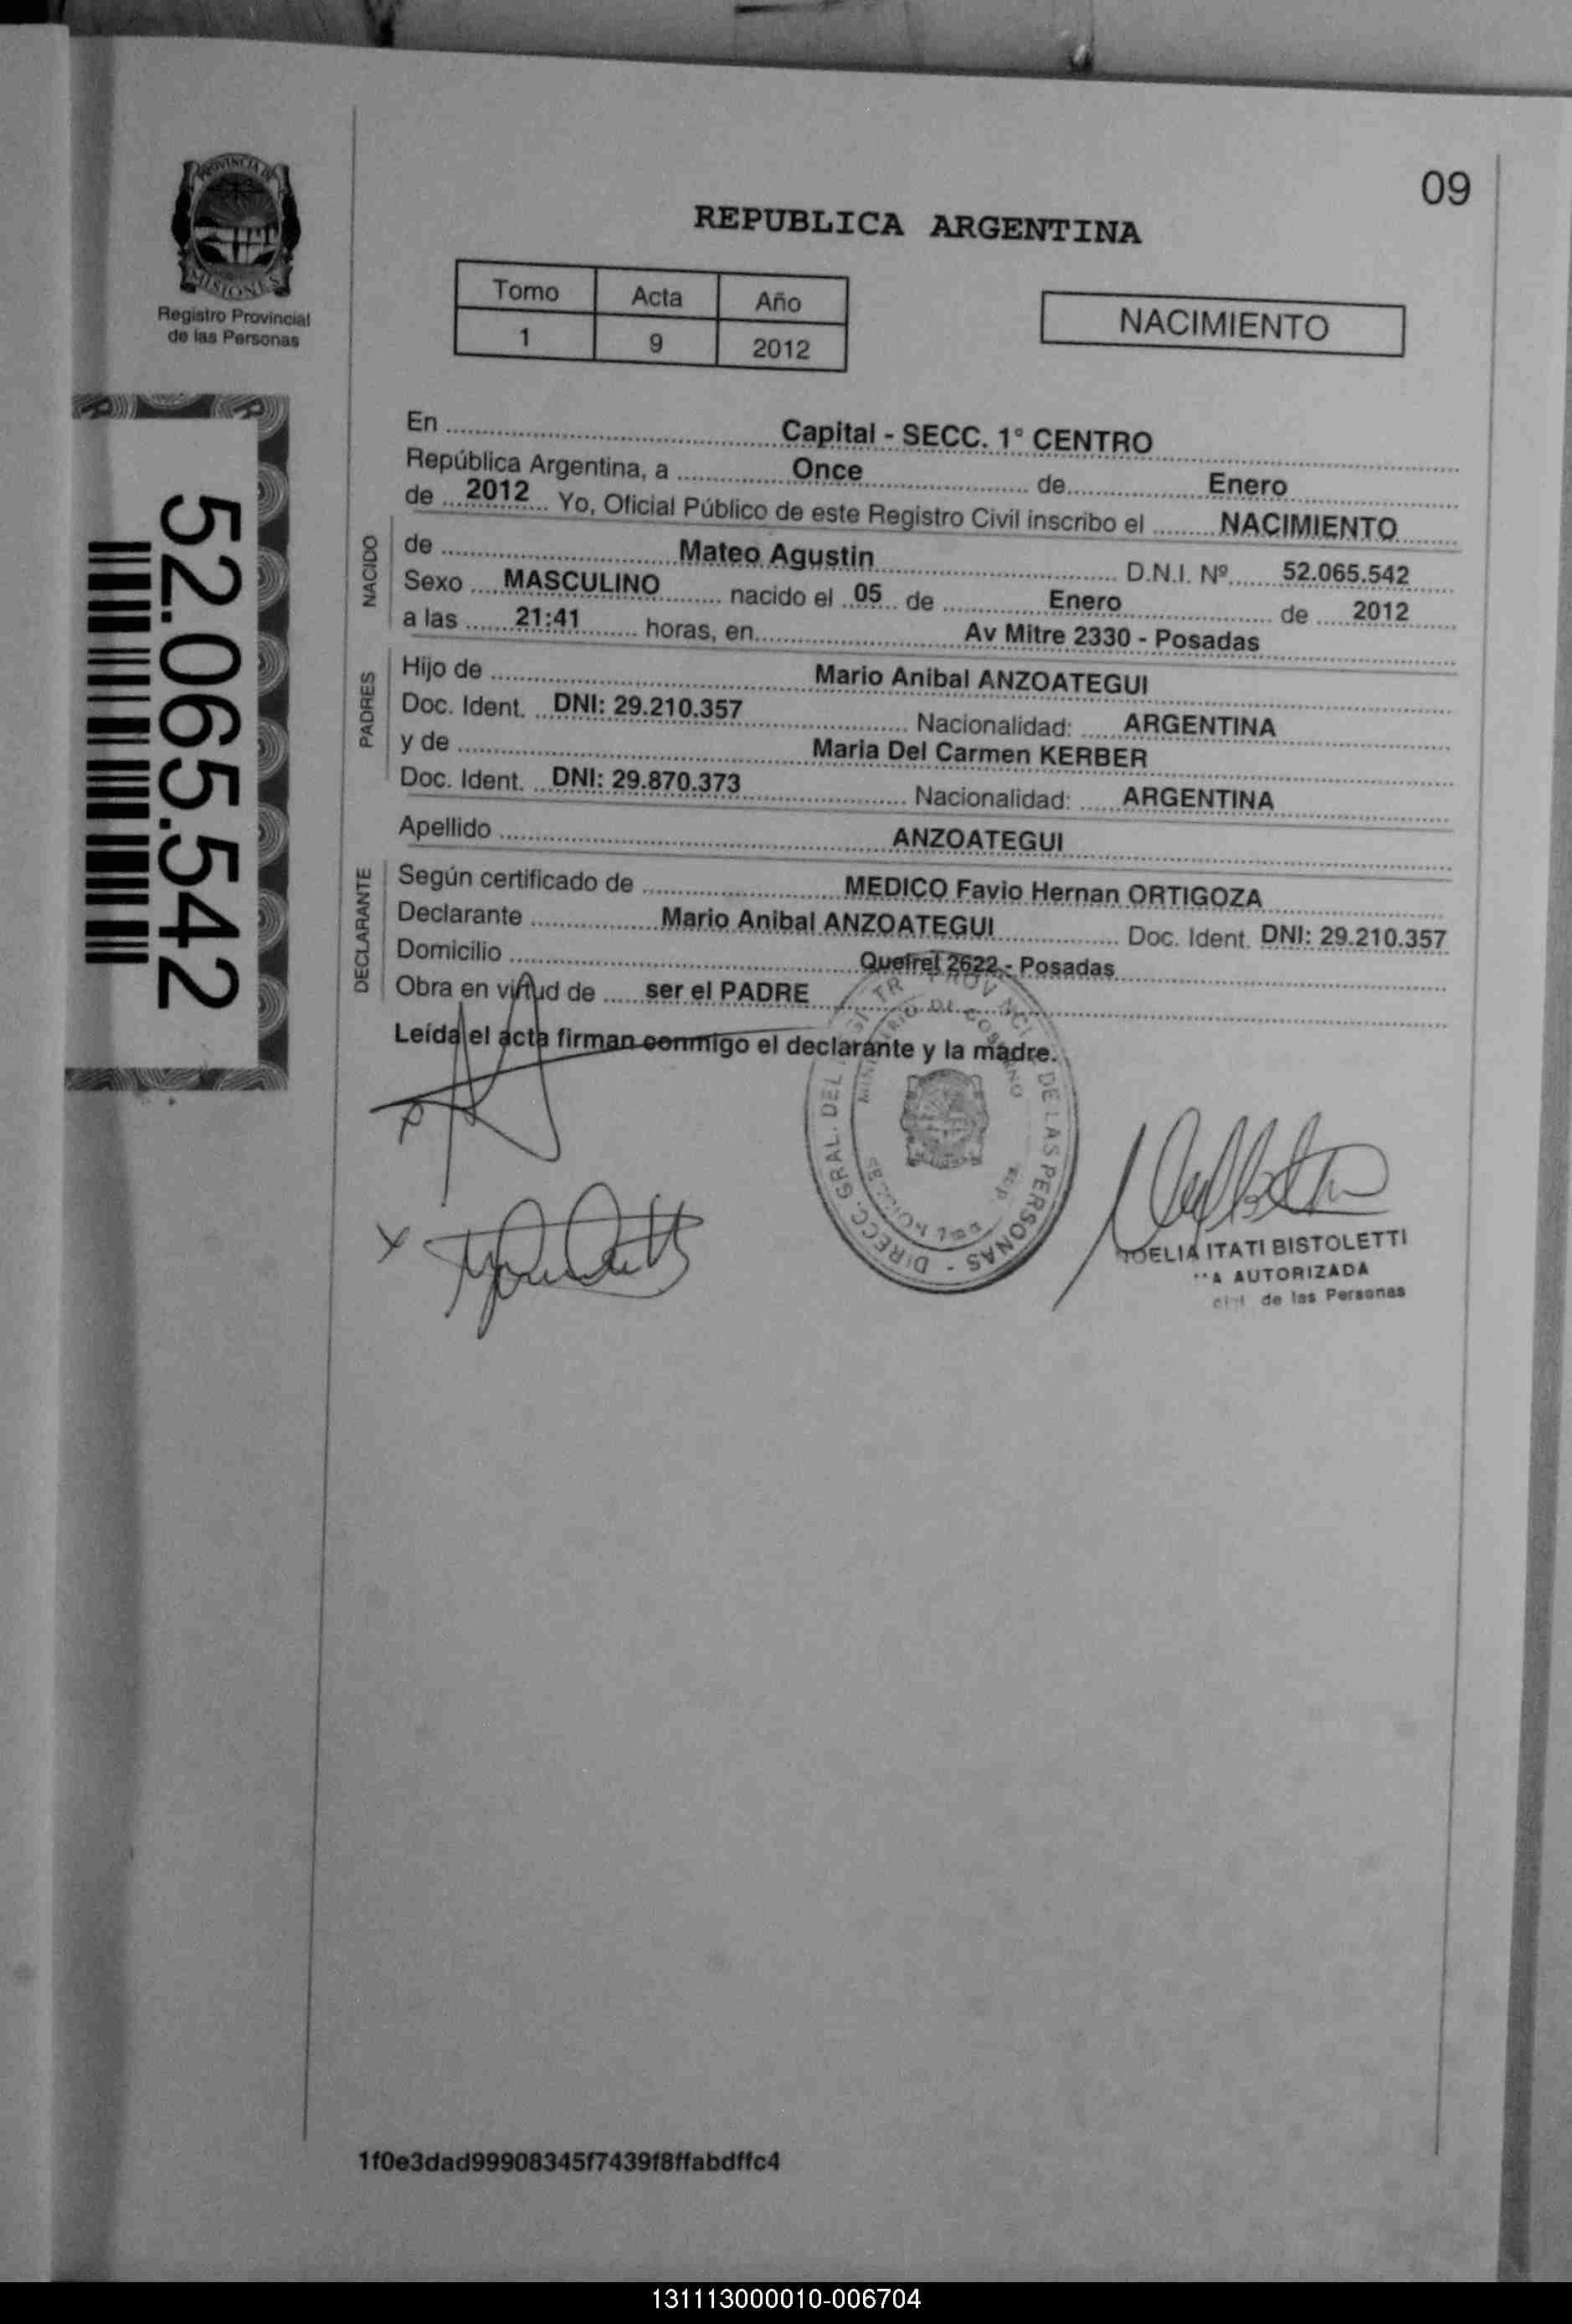 09
PROVINCIA DE
MISIONES
Registro Provincial
de las Personas
REPUBLICA ARGENTINA
Tomo Acta Año
1 9 2012
NACIMIENTO
52.065.542
En Capital - SECC. 1° CENTRO
República Argentina, a Once de Enero
de 2012 Yo, Oficial Público de este Registro Civil inscribo el NACIMIENTO
NACIDO
de Mateo Agustin D.N.I. Nº 52.065.542
Sexo MASCULINO nacido el 05 de Enero de 2012
a las 21:41 horas, en Av Mitre 2330 - Posadas
PADRES
Hijo de Mario Anibal ANZOATEGUI
Doc. Ident. DNI: 29.210.357 Nacionalidad: ARGENTINA
y de Maria Del Carmen KERBER
Doc. Ident. DNI: 29.870.373 Nacionalidad: ARGENTINA
Apellido ANZOATEGUI
DECLARANTE
Según certificado de MEDICO Favio Hernan ORTIGOZA
Declarante Mario Anibal ANZOATEGUI Doc. Ident. DNI: 29.210.357
Domicilio Quefrel 2622 - Posadas
Obra en virtud de ser el PADRE
Leída el acta firman conmigo el declarante y la madre.
DIRECC. GRAL. DEL DE LAS PERSONAS -
ITATI BISTOLETTI
AUTORIZADA
de las Personas
1f0e3dad99908345f7439f8ffabdffc4
131113000010-006704